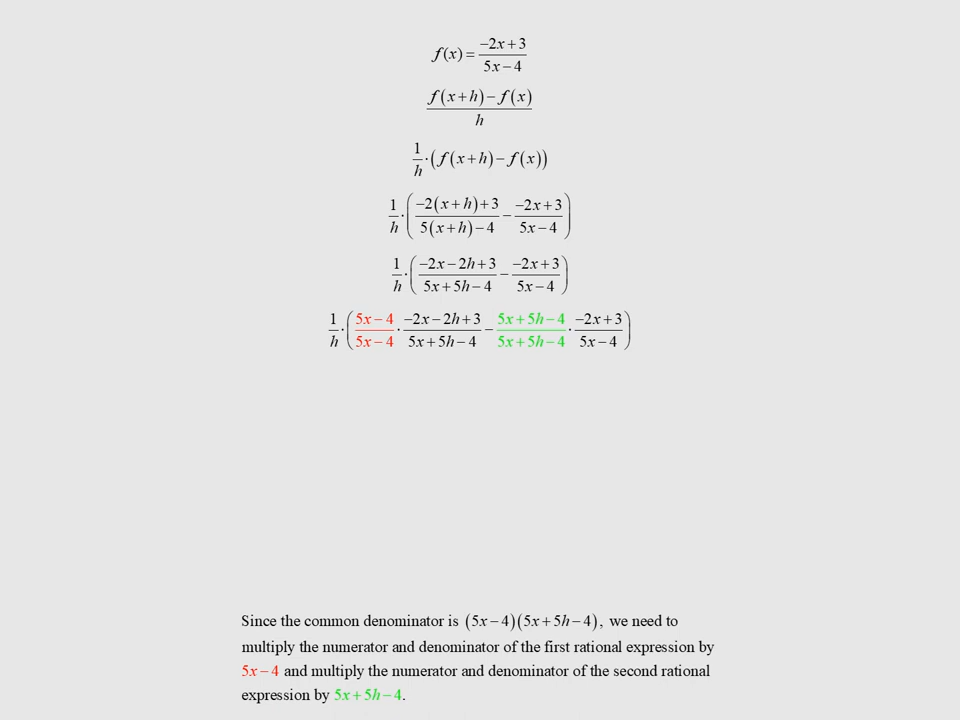 f(x) = (−2x+3)/(5x−4)
(f(x+h)−f(x))/h
1/h · (f(x+h)−f(x))
1/h · ((−2(x+h)+3)/(5(x+h)−4) − (−2x+3)/(5x−4))
1/h · ((−2x−2h+3)/(5x+5h−4) − (−2x+3)/(5x−4))
1/h · ((5x−4)/(5x−4) · (−2x−2h+3)/(5x+5h−4) − (5x+5h−4)/(5x+5h−4) · (−2x+3)/(5x−4))
Since the common denominator is (5x−4)(5x+5h−4), we need to
multiply the numerator and denominator of the first rational expression by
5x−4 and multiply the numerator and denominator of the second rational
expression by 5x+5h−4.